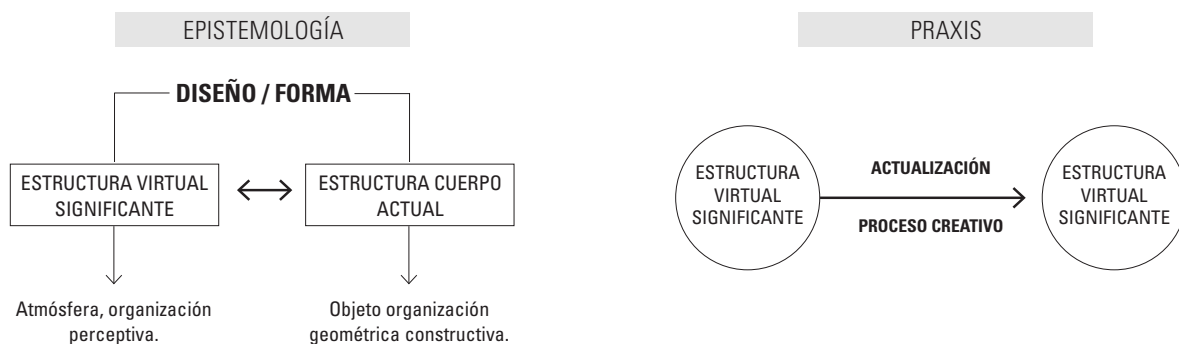 EPISTEMOLOGÍA
DISEÑO / FORMA
ESTRUCTURA VIRTUAL
SIGNIFICANTE
ESTRUCTURA CUERPO
ACTUAL
Atmósfera, organización
perceptiva.
Objeto organización
geométrica constructiva.
PRAXIS
ESTRUCTURA
VIRTUAL
SIGNIFICANTE
ACTUALIZACIÓN
PROCESO CREATIVO
ESTRUCTURA
VIRTUAL
SIGNIFICANTE